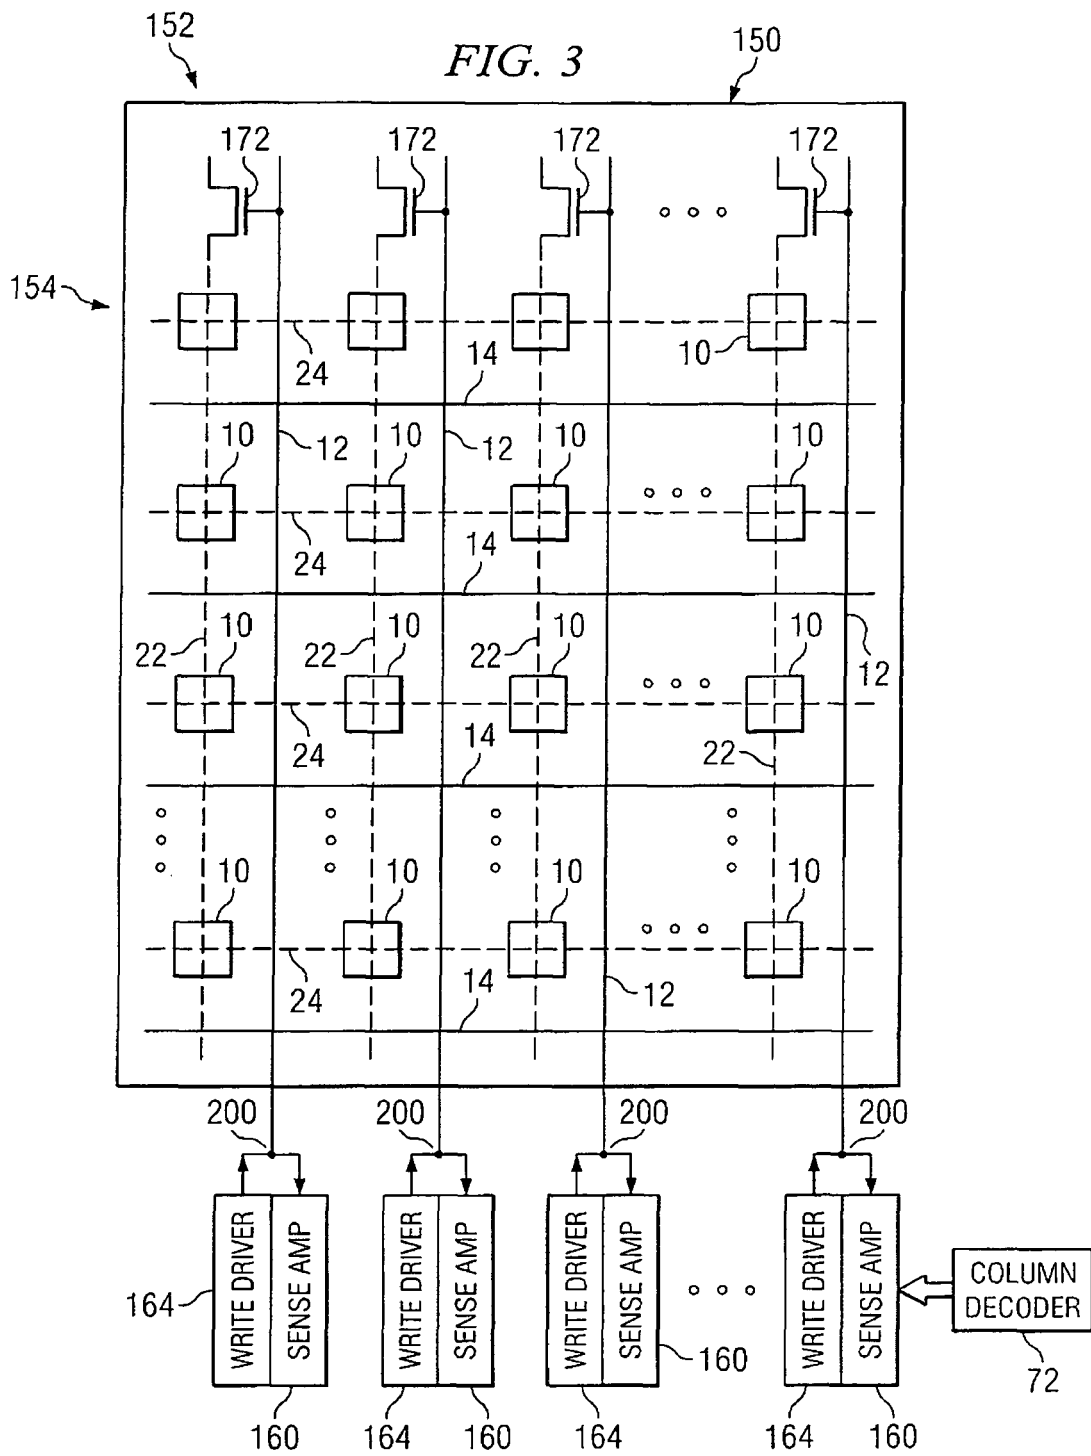 152
FIG. 3
150
172 172 172 172
154
24 14 10
10 12 10 12 10 10
24 14
22 10 22 10 22 10 10
12
24 14 22
10 10 10 10
24 14 12
200 200 200 200
WRITE DRIVER SENSE AMP WRITE DRIVER SENSE AMP WRITE DRIVER SENSE AMP WRITE DRIVER SENSE AMP
COLUMN
DECODER
164 160
72
160 164 160 164 164 160